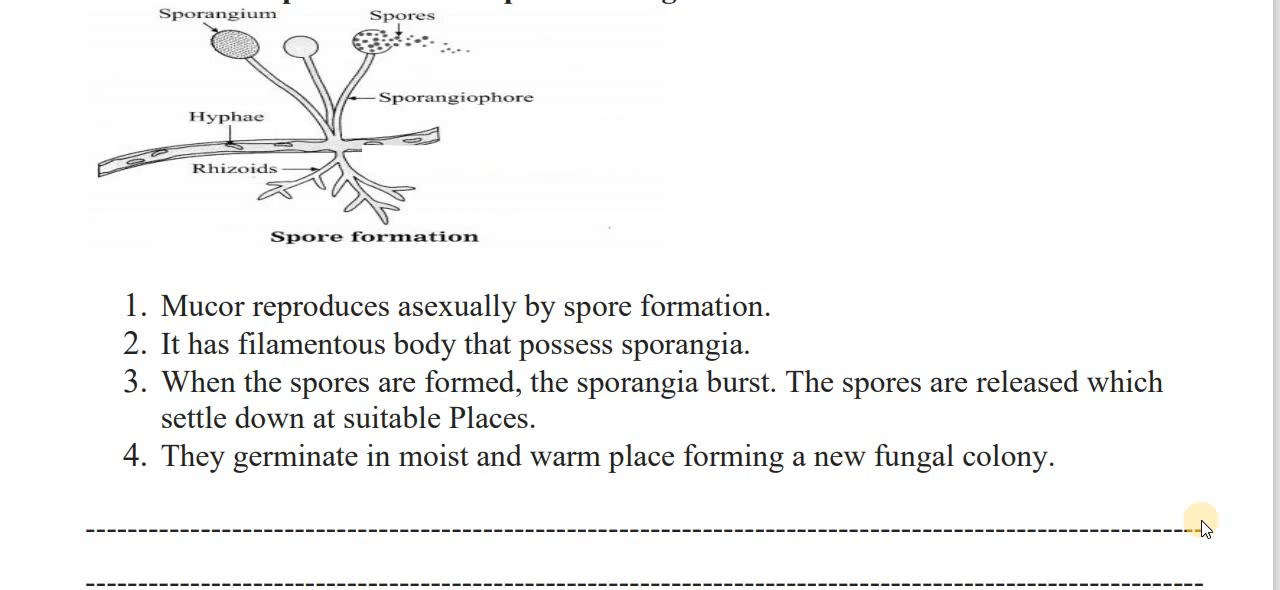 Sporangium Spores
Sporangiophore
Hyphae
Rhizoids
Spore formation
1. Mucor reproduces asexually by spore formation.
2. It has filamentous body that possess sporangia.
3. When the spores are formed, the sporangia burst. The spores are released which
settle down at suitable Places.
4. They germinate in moist and warm place forming a new fungal colony.